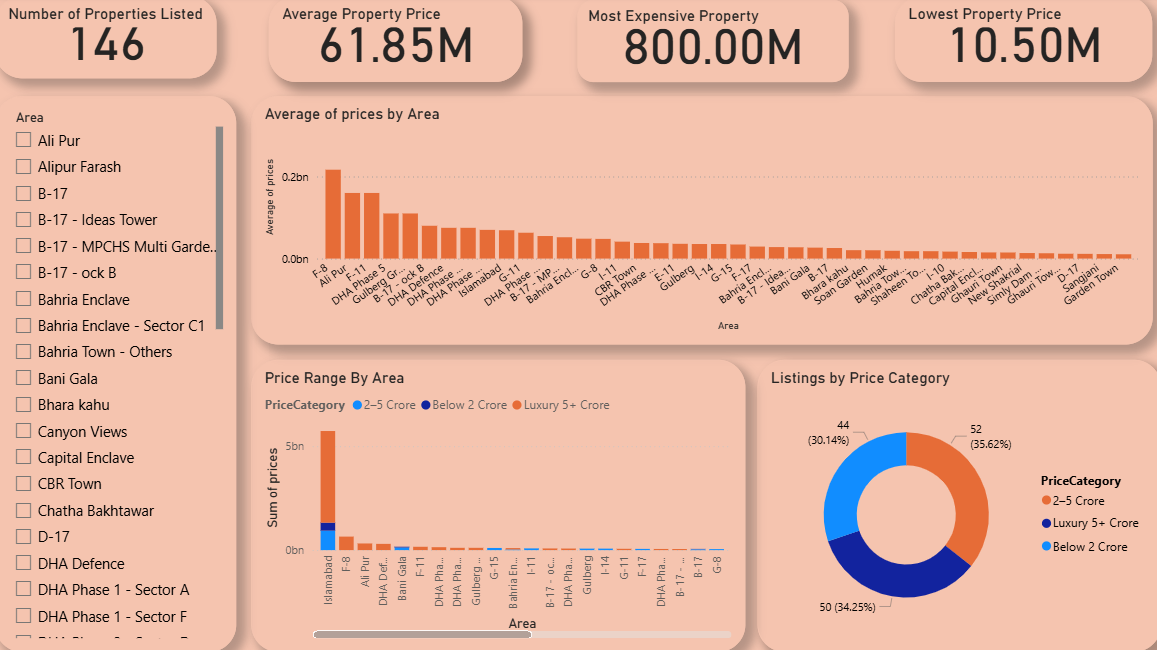 Number of Properties Listed
146
Average Property Price
61.85M
Most Expensive Property
800.00M
Lowest Property Price
10.50M
Area
Ali Pur
Alipur Farash
B-17
B-17 - Ideas Tower
B-17 - MPCHS Multi Garde...
B-17 - ock B
Bahria Enclave
Bahria Enclave - Sector C1
Bahria Town - Others
Bani Gala
Bhara kahu
Canyon Views
Capital Enclave
CBR Town
Chatha Bakhtawar
D-17
DHA Defence
DHA Phase 1 - Sector A
DHA Phase 1 - Sector F
Average of prices by Area
Average of prices
0.2bn
0.0bn
F-8
Ali Pur
F-11
DHA Phase 5
Gulberg Gr...
B-17 - ock B
DHA Defence
DHA Phase ...
DHA Phase ...
Islamabad
G-11
DHA Phase ...
B-17 - MP...
Bahria Encl...
G-8
I-11
CBR Town
DHA Phase ...
E-11
Gulberg
I-14
G-15
F-17
Bahria Encl...
B-17 - Idea...
Bani Gala
B-17
Bhara kahu
Soan Garden
Humak
Bahria Tow...
Shaheen To...
I-10
Chatha Bak...
Capital Encl...
Ghauri Town
New Shakrial
Simly Dam ...
Ghauri Tow...
D-17
Sangjani
Garden Town
Area
Price Range By Area
PriceCategory 2–5 Crore Below 2 Crore Luxury 5+ Crore
Sum of prices
5bn
0bn
Islamabad
F-8
Ali Pur
DHA Def...
Bani Gala
F-11
DHA Pha...
DHA Pha...
Gulberg ...
G-15
Bahria En...
I-11
B-17 - oc...
DHA Pha...
Gulberg
I-14
G-11
F-17
DHA Pha...
B-17 - ...
B-17
G-8
Area
Listings by Price Category
44
(30.14%)
52
(35.62%)
50 (34.25%)
PriceCategory
2–5 Crore
Luxury 5+ Crore
Below 2 Crore